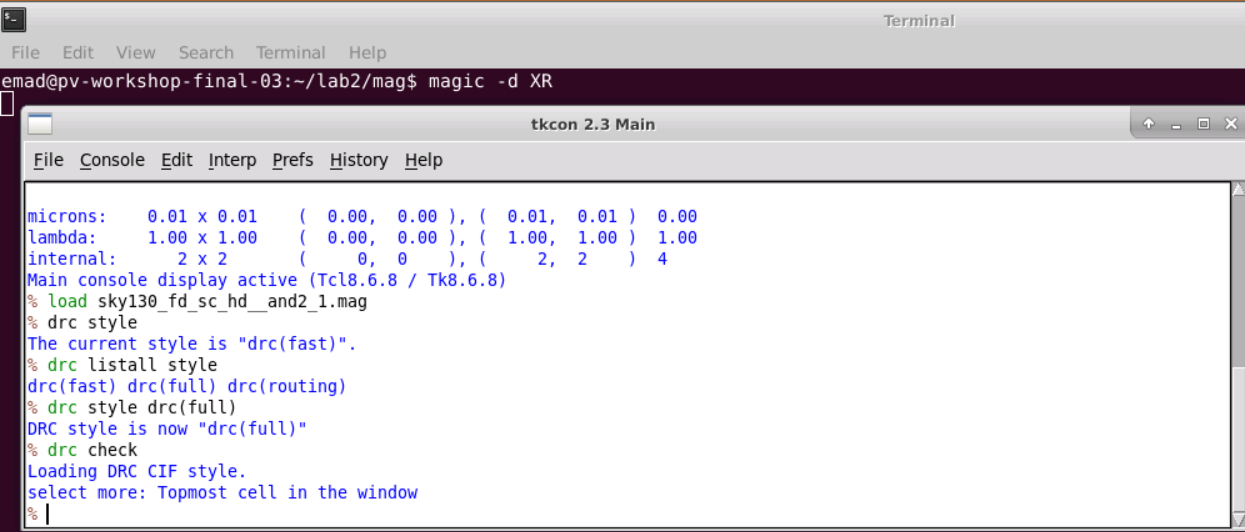 Terminal
File Edit View Search Terminal Help
emad@pv-workshop-final-03:~/lab2/mag$ magic -d XR
tkcon 2.3 Main
File Console Edit Interp Prefs History Help
microns:    0.01 x 0.01    (  0.00,  0.00 ), (  0.01,  0.01 )  0.00
lambda:     1.00 x 1.00    (  0.00,  0.00 ), (  1.00,  1.00 )  1.00
internal:      2 x 2       (     0,  0    ), (     2,  2    )  4
Main console display active (Tcl8.6.8 / Tk8.6.8)
% load sky130_fd_sc_hd__and2_1.mag
% drc style
The current style is "drc(fast)".
% drc listall style
drc(fast) drc(full) drc(routing)
% drc style drc(full)
DRC style is now "drc(full)"
% drc check
Loading DRC CIF style.
select more: Topmost cell in the window
%